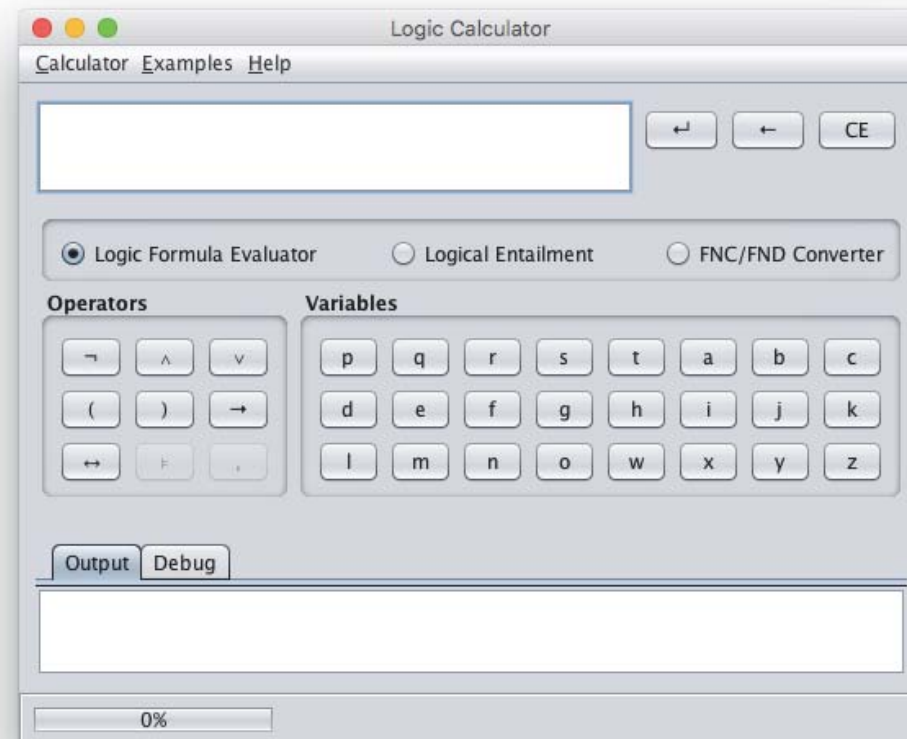 Logic Calculator
Calculator Examples Help
↵ ← CE
Logic Formula Evaluator Logical Entailment FNC/FND Converter
Operators Variables
¬ ∧ ∨ p q r s t a b c
( ) → d e f g h i j k
↔ ⊧ , l m n o w x y z
Output Debug
0%